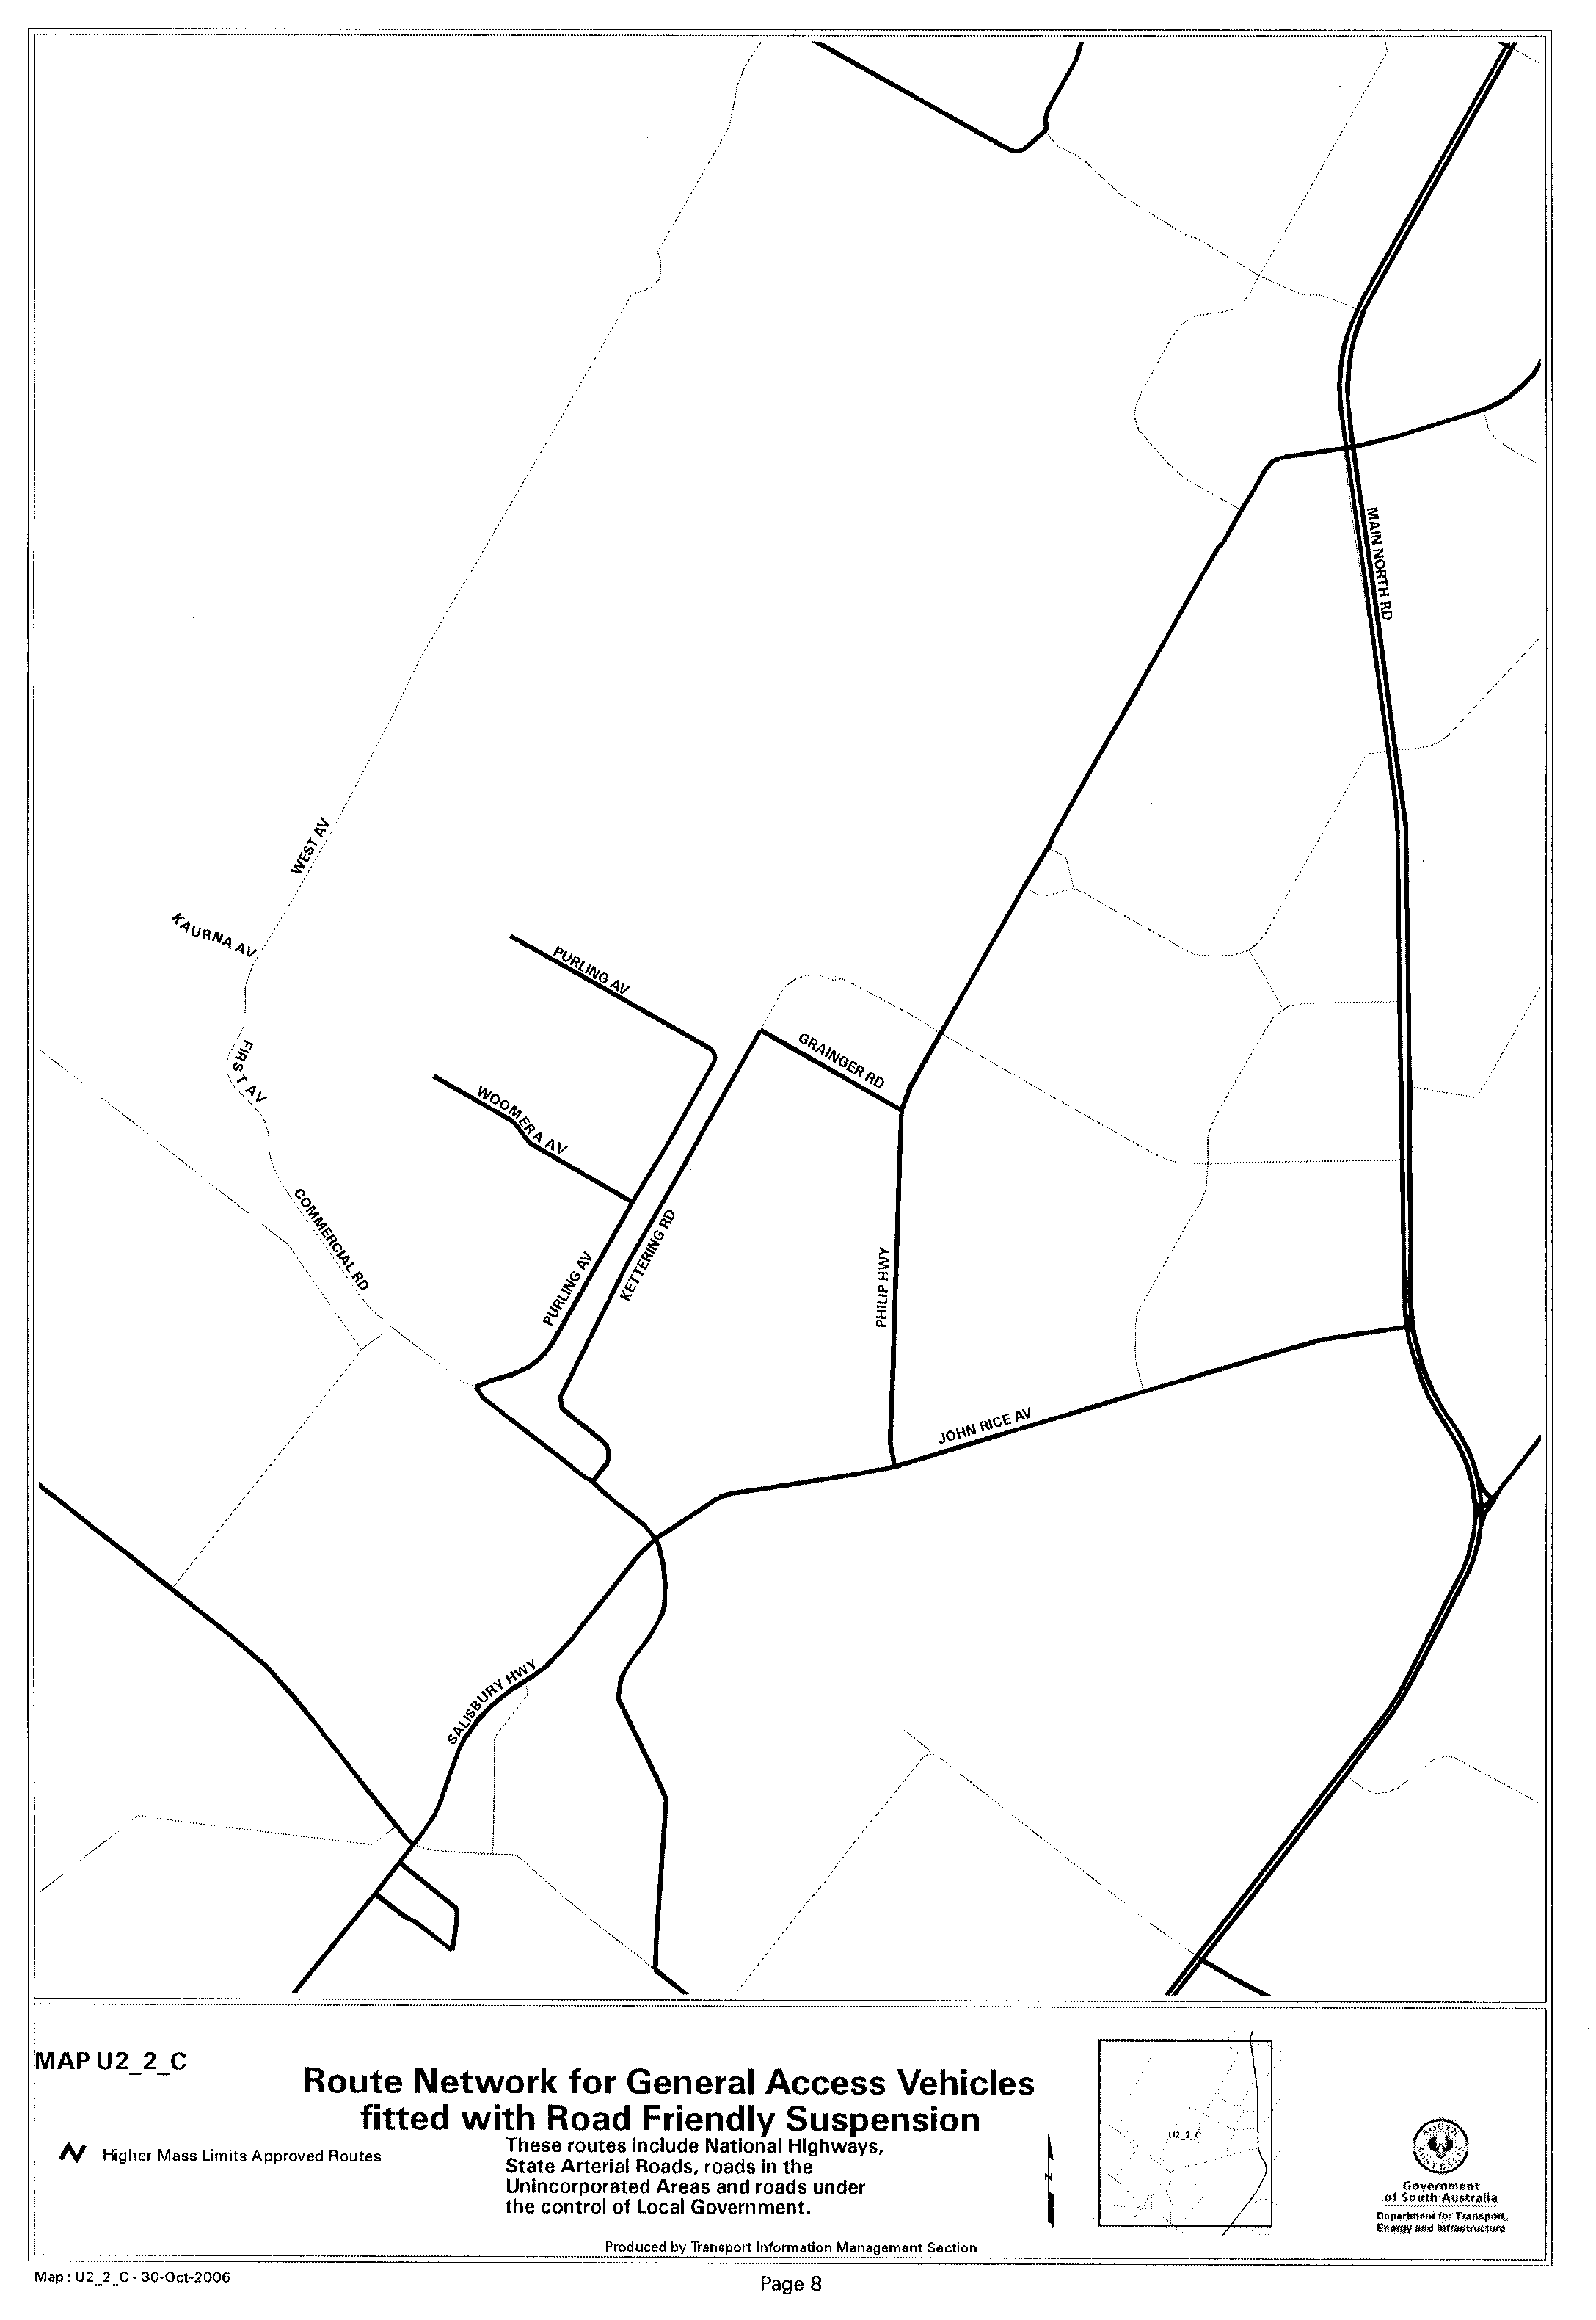 MAIN NORTH RD
WEST AV
KAURNA AV
PURLING AV
GRAINGER RD
FIRST AV
WOOMERA AV
COMMERCIAL RD
KETTERING RD
PURLING AV
PHILIP HWY
JOHN RICE AV
SALISBURY HWY
MAP U2_2_C
Route Network for General Access Vehicles
fitted with Road Friendly Suspension
Higher Mass Limits Approved Routes
These routes include National Highways,
State Arterial Roads, roads in the
Unincorporated Areas and roads under
the control of Local Government.
N
U2_2_C
Government
of South Australia
Department for Transport,
Energy and Infrastructure
Produced by Transport Information Management Section
Map : U2_2_C - 30-Oct-2006
Page 8